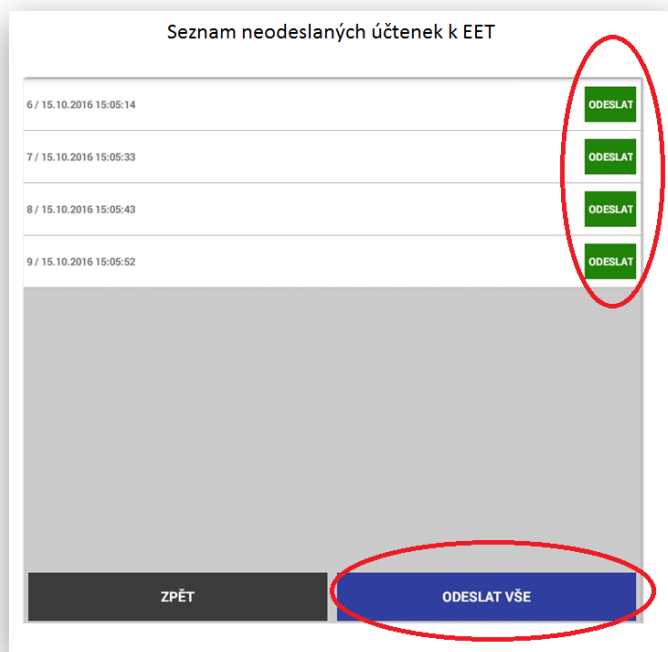 Seznam neodeslaných účtenek k EET
6 / 15.10.2016 15:05:14 ODESLAT
7 / 15.10.2016 15:05:33 ODESLAT
8 / 15.10.2016 15:05:43 ODESLAT
9 / 15.10.2016 15:05:52 ODESLAT
ZPĚT ODESLAT VŠE